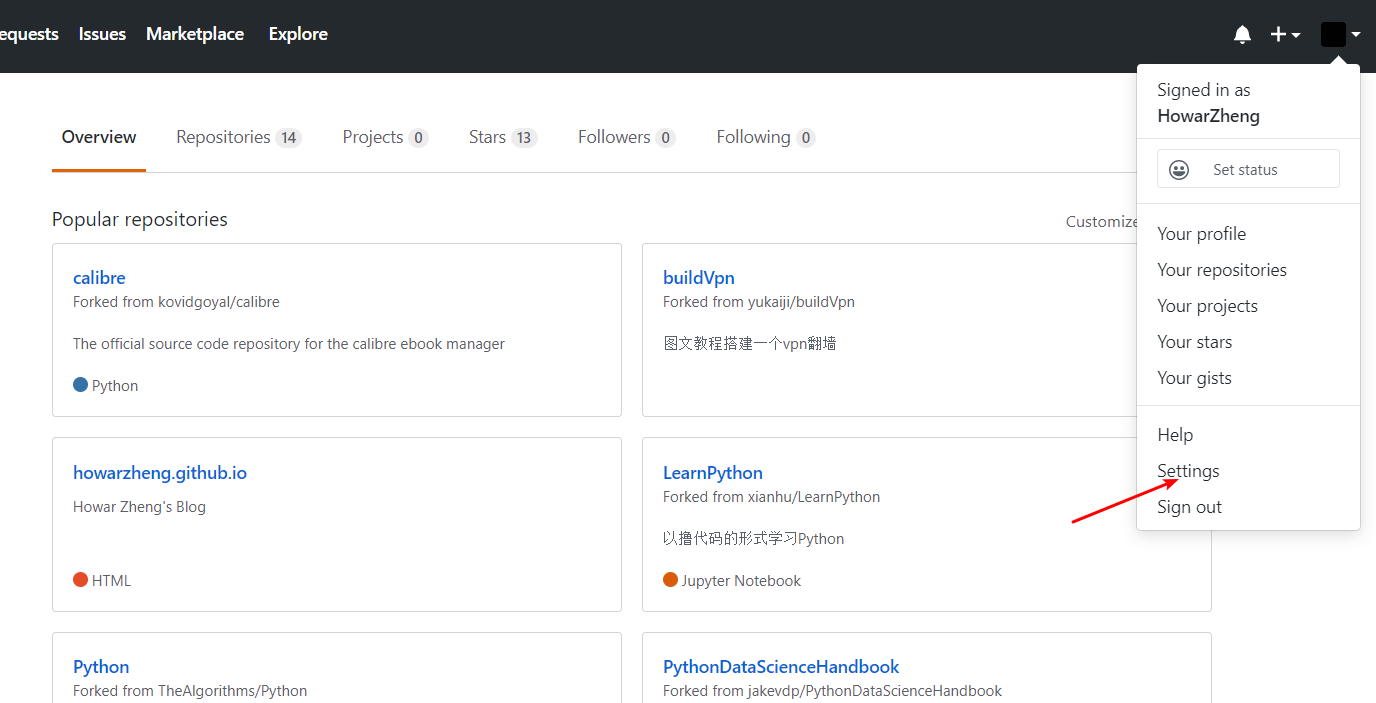 equests Issues Marketplace Explore
Signed in as
HowarZheng
Set status
Your profile
Your repositories
Your projects
Your stars
Your gists
Help
Settings
Sign out
Overview Repositories 14 Projects 0 Stars 13 Followers 0 Following 0
Popular repositories
Customize
calibre
Forked from kovidgoyal/calibre
The official source code repository for the calibre ebook manager
Python
buildVpn
Forked from yukaiji/buildVpn
图文教程搭建一个vpn翻墙
howarzheng.github.io
Howar Zheng's Blog
HTML
LearnPython
Forked from xianhu/LearnPython
以撸代码的形式学习Python
Jupyter Notebook
Python
Forked from TheAlgorithms/Python
PythonDataScienceHandbook
Forked from jakevdp/PythonDataScienceHandbook